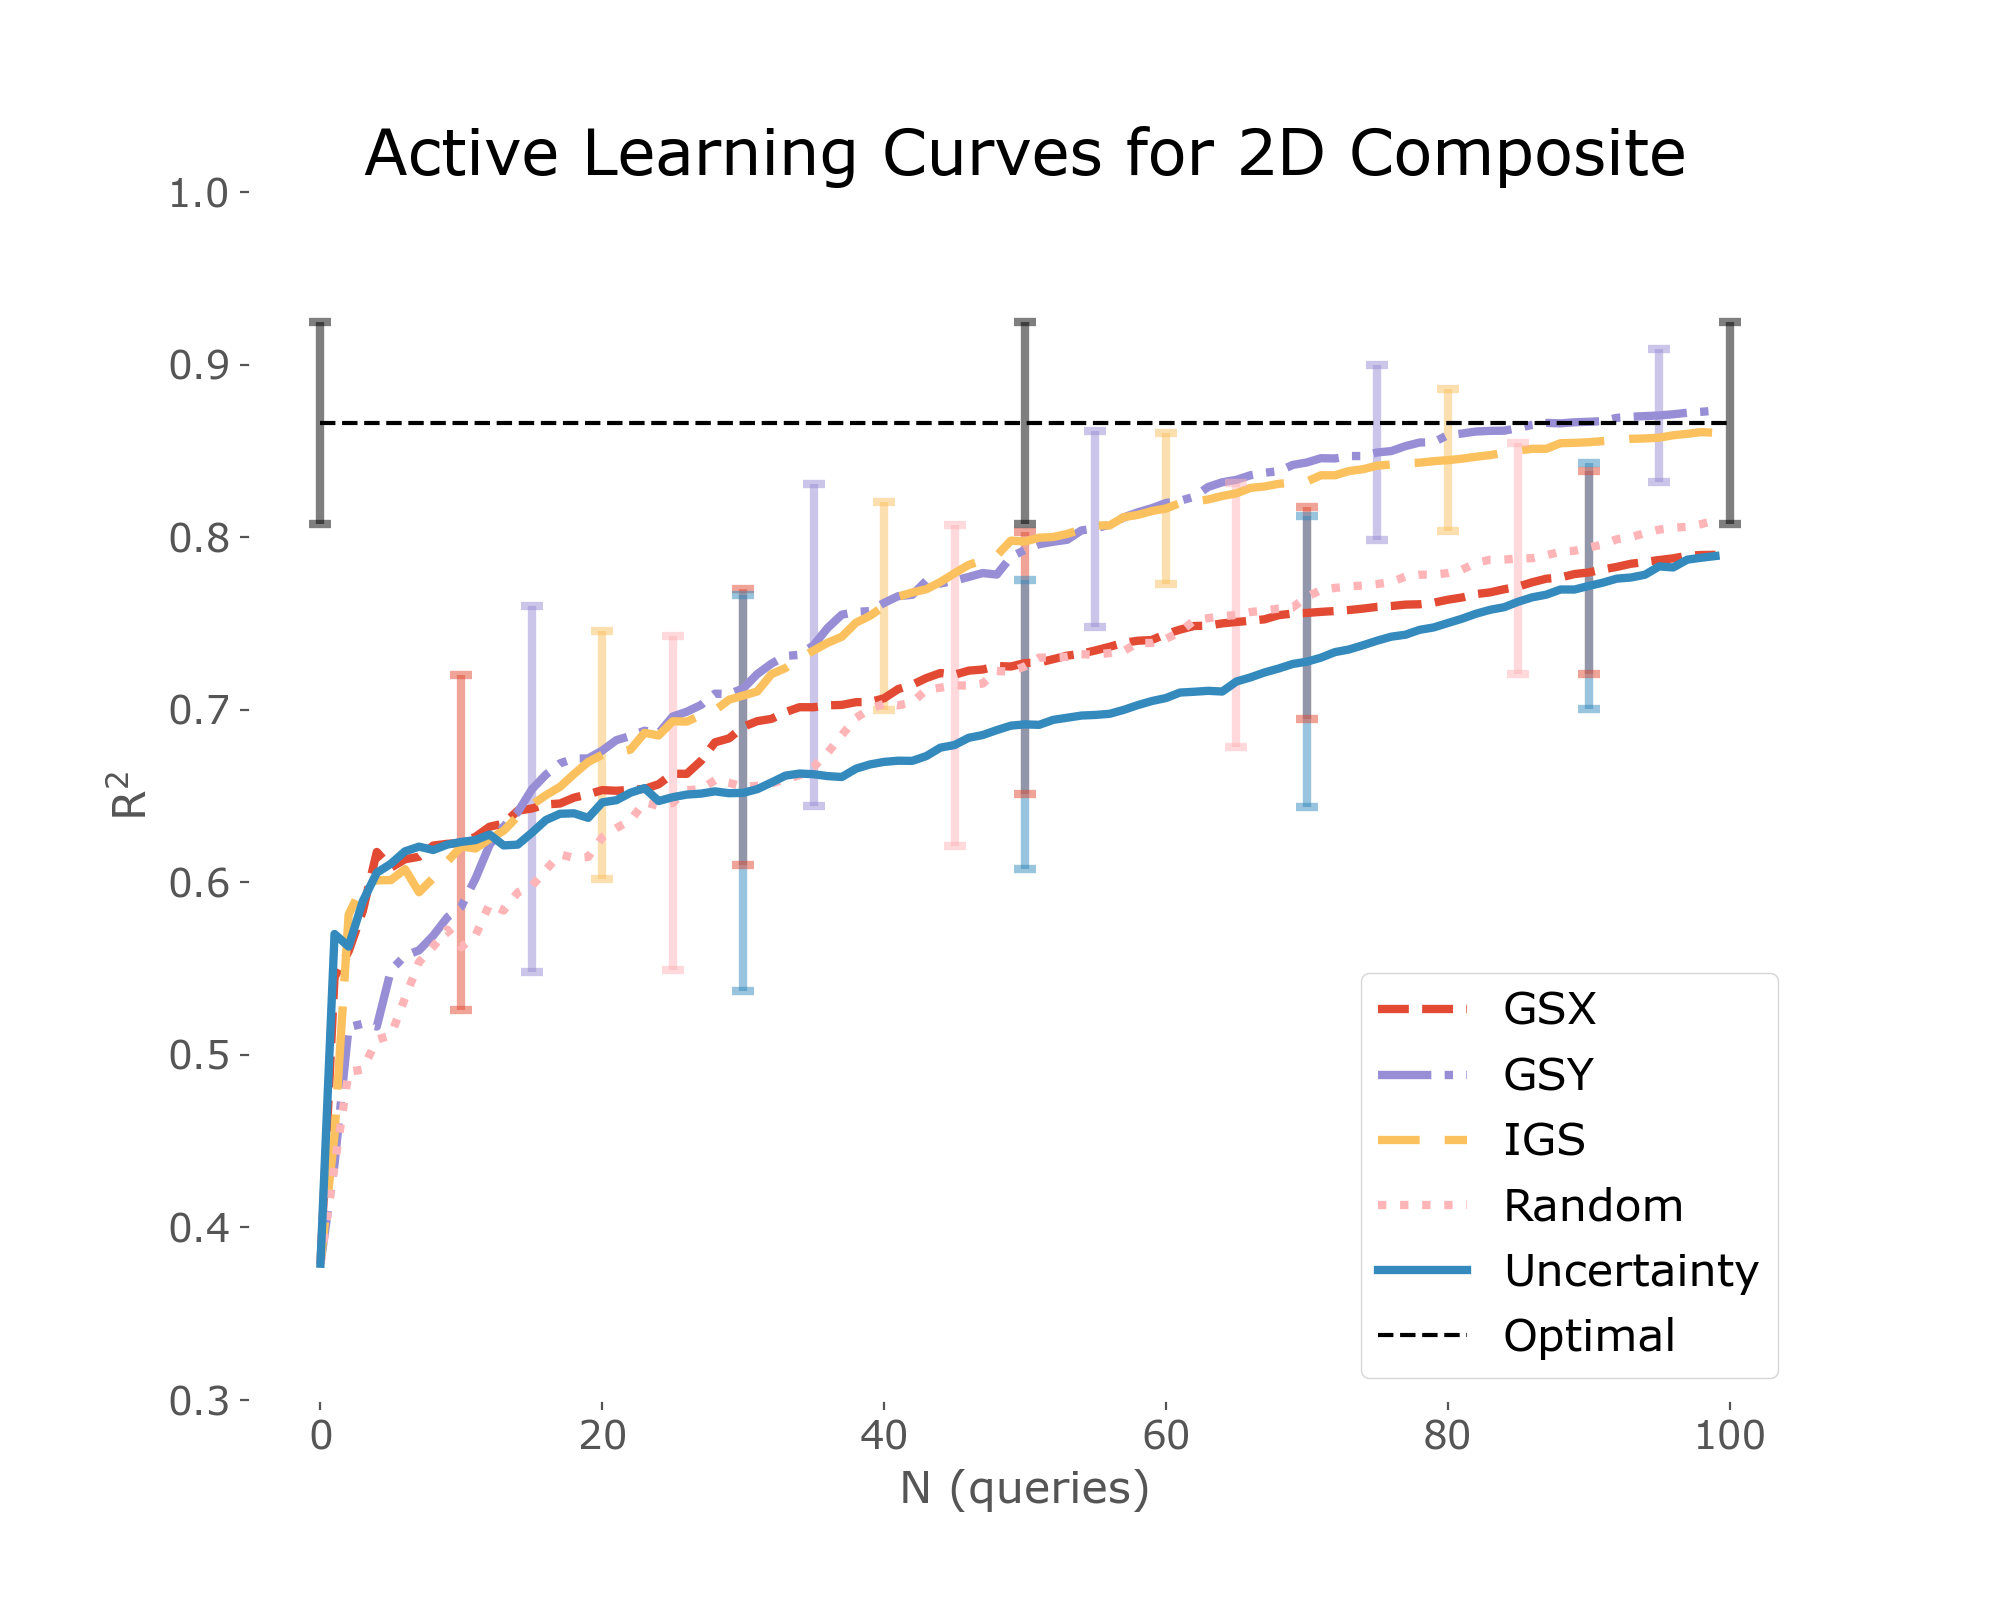 Active Learning Curves for 2D Composite
1.0
0.9
0.8
0.7
0.6
0.5
0.4
0.3
R²
0 20 40 60 80 100
N (queries)
GSX
GSY
IGS
Random
Uncertainty
Optimal